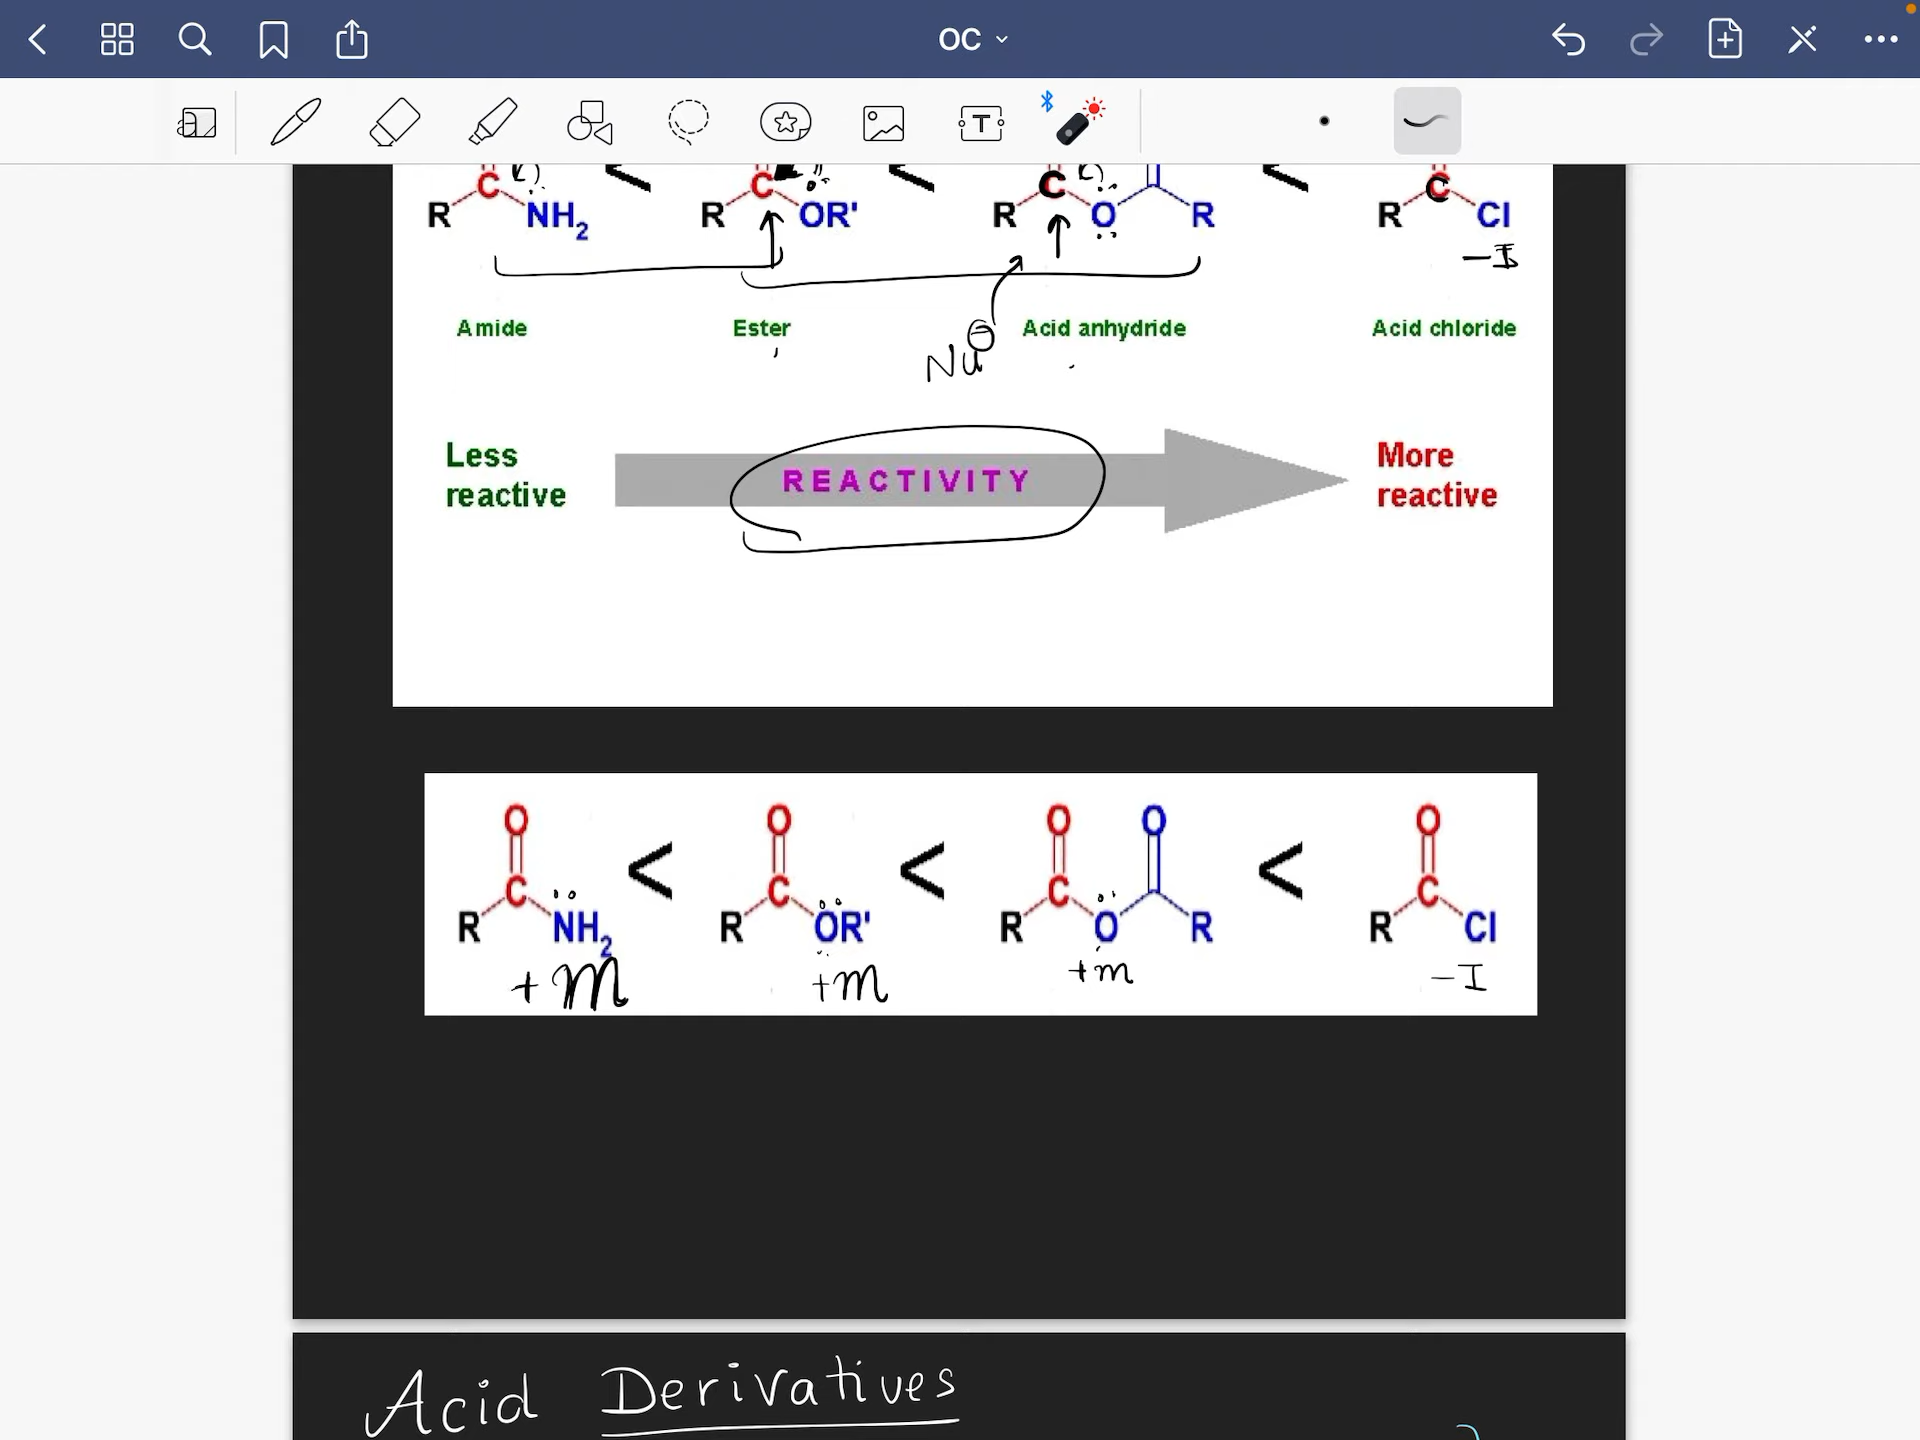 OC
C < C < C < C
R NH2 R OR' R O R R Cl
-I
Amide Ester Acid anhydride Acid chloride
Nu⊖
Less reactive REACTIVITY More reactive
O O O O O
C < C < C < C
R NH2 R OR' R O R R Cl
+M +M +m -I
Acid Derivatives